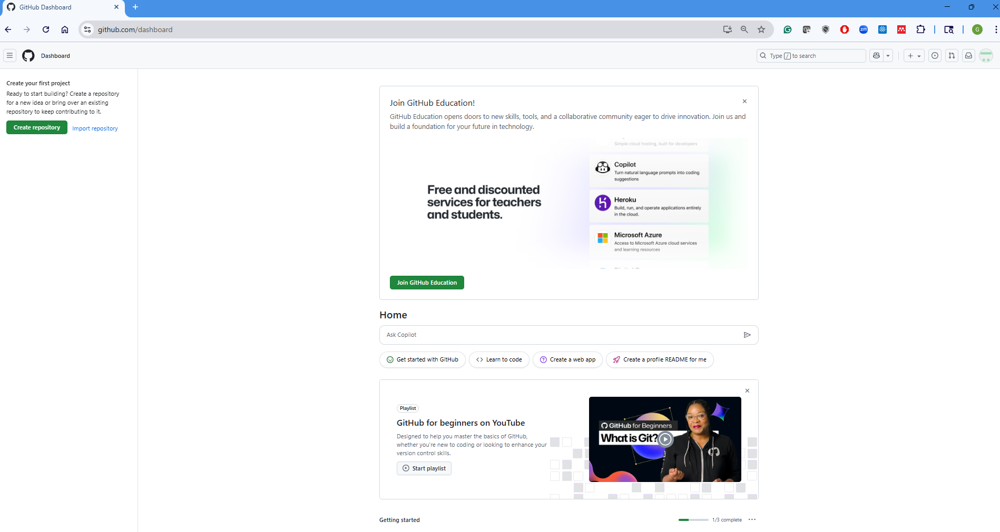 GitHub Dashboard
github.com/dashboard
zm
G
Dashboard
Type / to search
Create your first project
Ready to start building? Create a repository
for a new idea or bring over an existing
repository to keep contributing to it.
Create repository
Import repository
Join GitHub Education!
GitHub Education opens doors to new skills, tools, and a collaborative community eager to drive innovation. Join us and
build a foundation for your future in technology.
Free and discounted
services for teachers
and students.
Simple cloud hosting, built for developers
Copilot
Turn natural language prompts into coding
suggestions
Heroku
Build, run, and operate applications entirely
in the cloud.
Microsoft Azure
Access to Microsoft Azure cloud services
and learning resources
Join GitHub Education
Home
Ask Copilot
Get started with GitHub
Learn to code
Create a web app
Create a profile README for me
Playlist
GitHub for beginners on YouTube
Designed to help you master the basics of GitHub,
whether you're new to coding or looking to enhance your
version control skills.
Start playlist
GitHub for Beginners
What is Git?
Getting started
1/3 complete